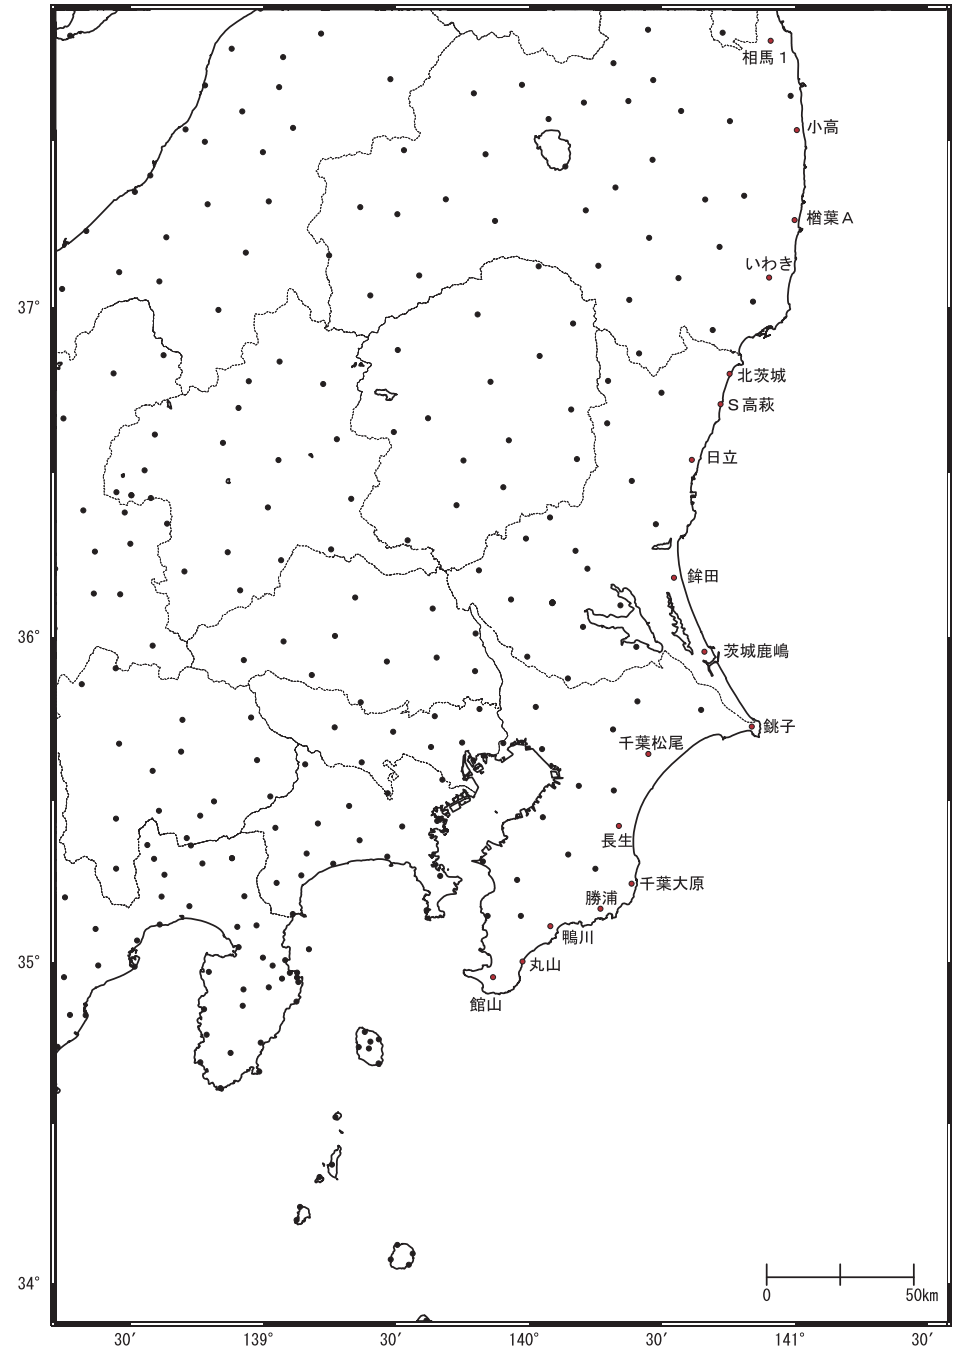 相馬１
小高
楢葉Ａ
いわき
37°
北茨城
Ｓ高萩
日立
鉾田
36°
茨城鹿嶋
銚子
千葉松尾
長生
千葉大原
勝浦
鴨川
35°
丸山
館山
34°
0 50km
30′ 139° 30′ 140° 30′ 141° 30′